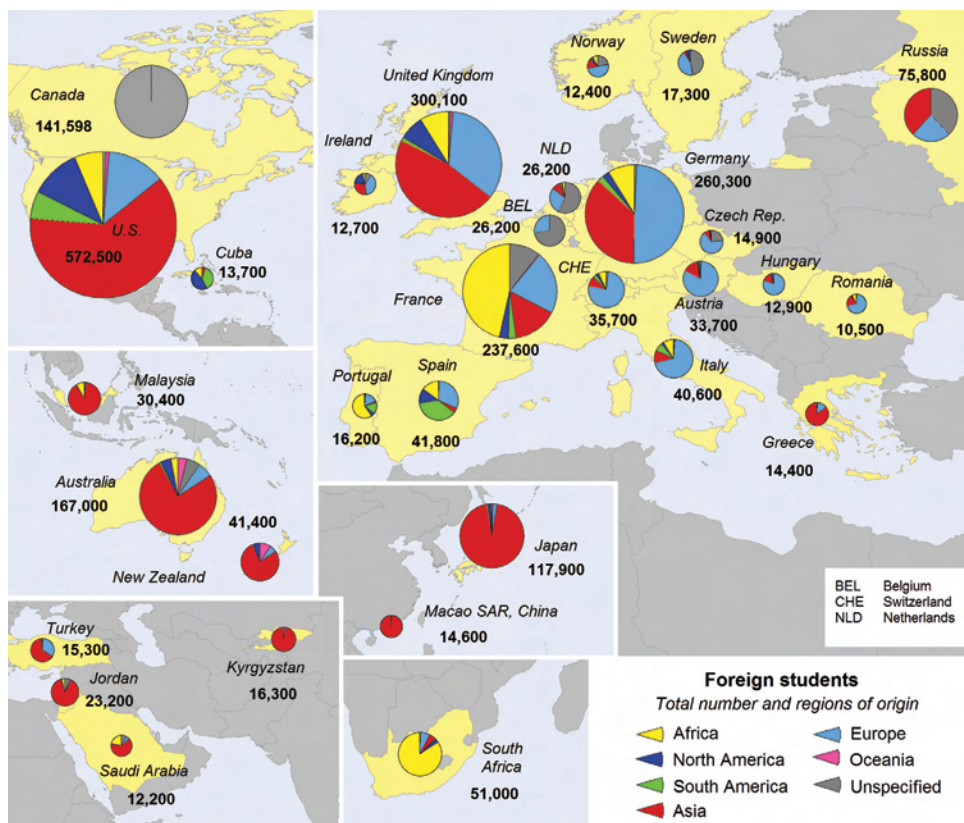 Canada
141,598
U.S.
572,500
Cuba
13,700
Norway
12,400
Sweden
17,300
Russia
75,800
United Kingdom
300,100
Ireland
12,700
NLD
26,200
BEL
26,200
Germany
260,300
Czech Rep.
14,900
France
237,600
CHE
35,700
Austria
33,700
Hungary
12,900
Romania
10,500
Portugal
16,200
Spain
41,800
Italy
40,600
Greece
14,400
Malaysia
30,400
Australia
167,000
41,400
New Zealand
Japan
117,900
Macao SAR, China
14,600
BEL Belgium
CHE Switzerland
NLD Netherlands
Turkey
15,300
Kyrgyzstan
16,300
Jordan
23,200
Saudi Arabia
12,200
South
Africa
51,000
Foreign students
Total number and regions of origin
Africa
North America
South America
Asia
Europe
Oceania
Unspecified